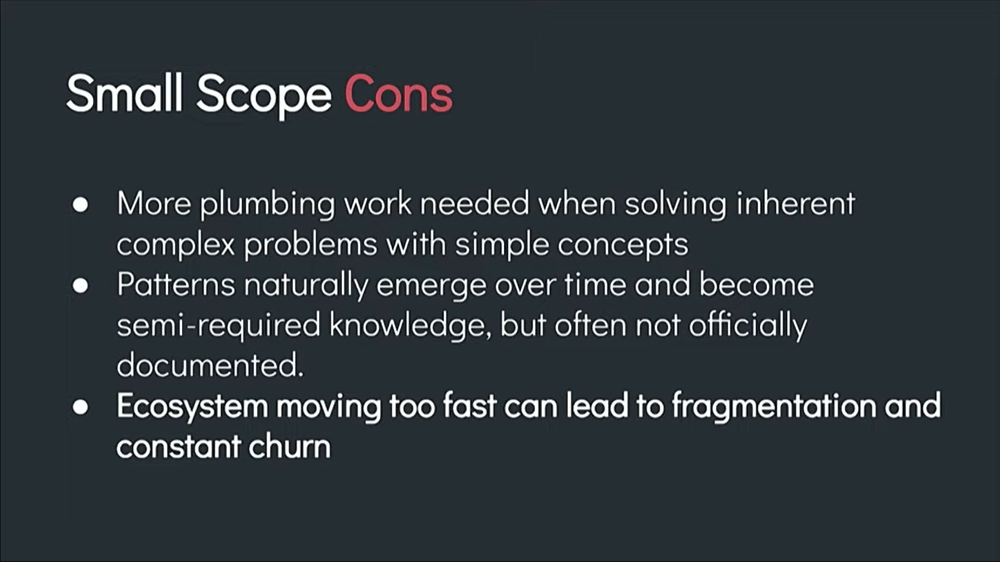 Small Scope Cons
● More plumbing work needed when solving inherent
complex problems with simple concepts
● Patterns naturally emerge over time and become
semi-required knowledge, but often not officially
documented.
● Ecosystem moving too fast can lead to fragmentation and
constant churn